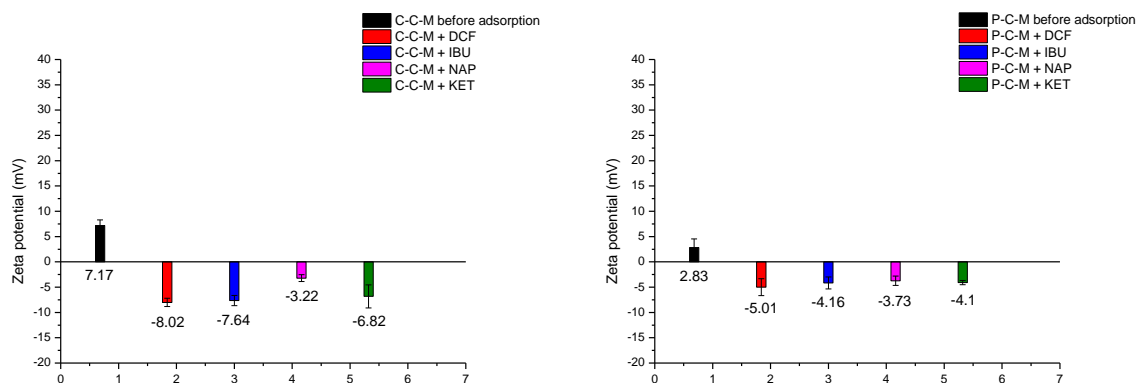 C-C-M before adsorption
C-C-M + DCF
C-C-M + IBU
C-C-M + NAP
C-C-M + KET
40
35
30
25
20
15
10
5
0
-5
-10
-15
-20
Zeta potential (mV)
7.17
-8.02
-7.64
-3.22
-6.82
0 1 2 3 4 5 6 7
P-C-M before adsorption
P-C-M + DCF
P-C-M + IBU
P-C-M + NAP
P-C-M + KET
40
35
30
25
20
15
10
5
0
-5
-10
-15
-20
Zeta potential (mV)
2.83
-5.01
-4.16
-3.73
-4.1
0 1 2 3 4 5 6 7